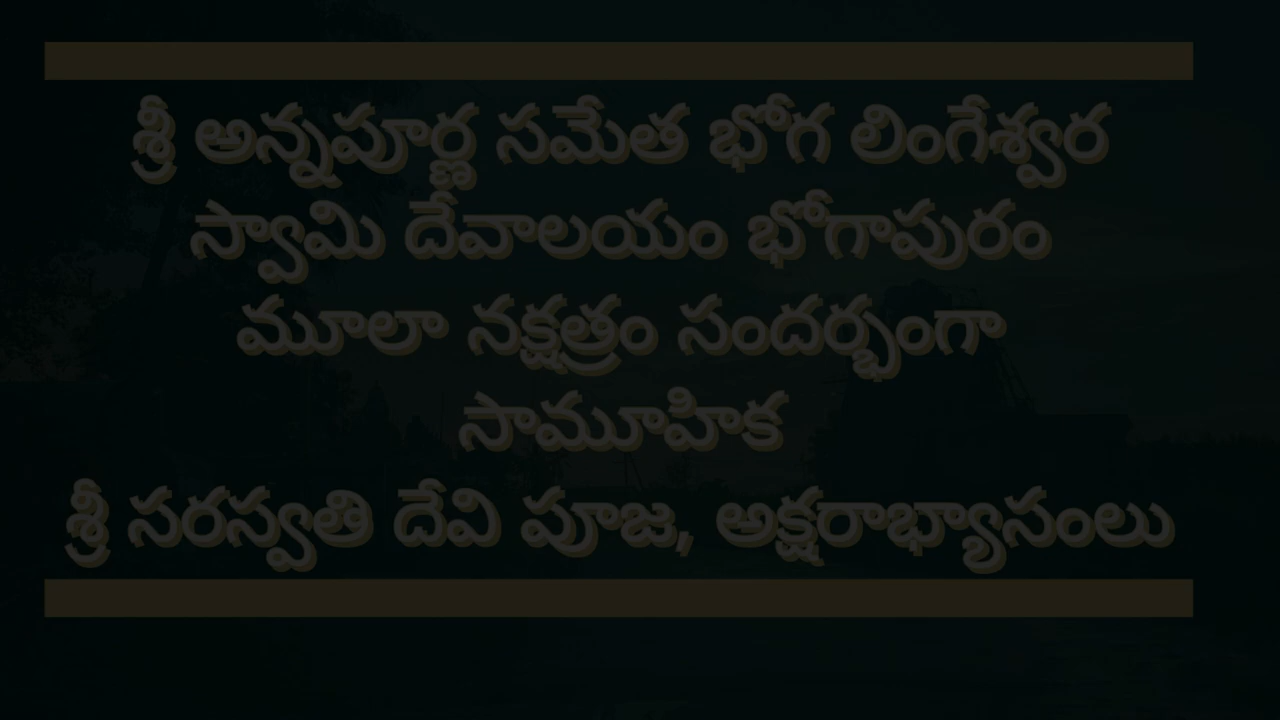 శ్రీ అన్నపూర్ణ సమేత భోగ లింగేశ్వర
స్వామి దేవాలయం భోగాపురం
మూలా నక్షత్రం సందర్భంగా
సామూహిక
శ్రీ సరస్వతి దేవి పూజ, అక్షరాభ్యాసంలు